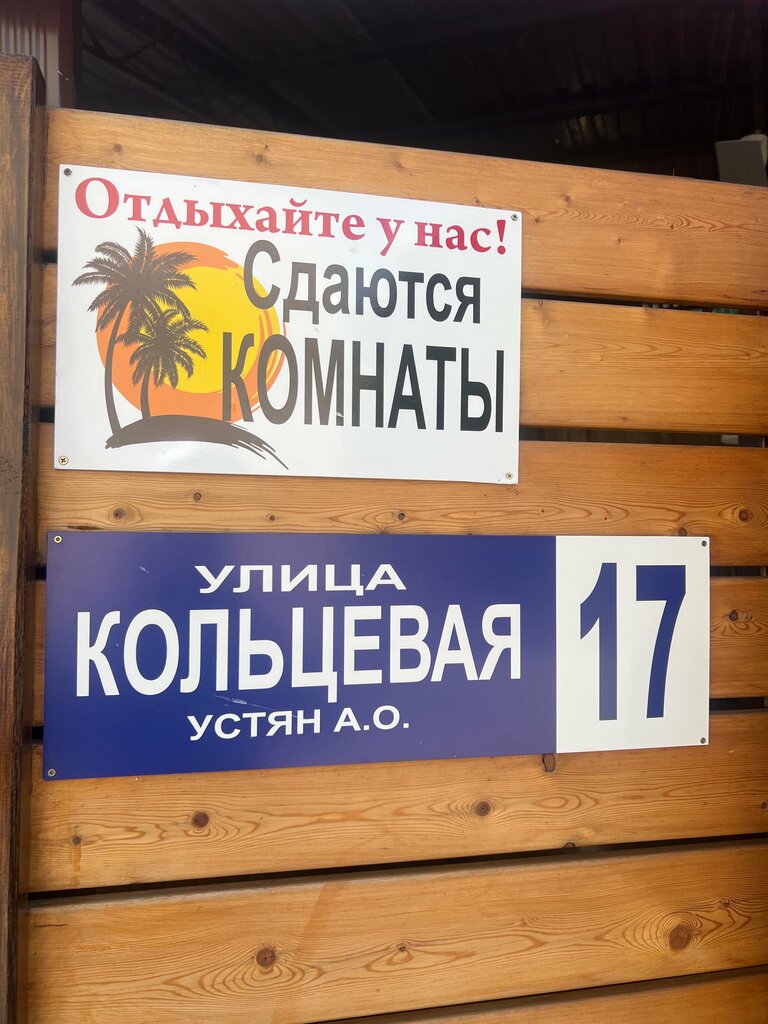 Отдыхайте у нас!
Сдаются
КОМНАТЫ
УЛИЦА
КОЛЬЦЕВАЯ
УСТЯН А.О.
17